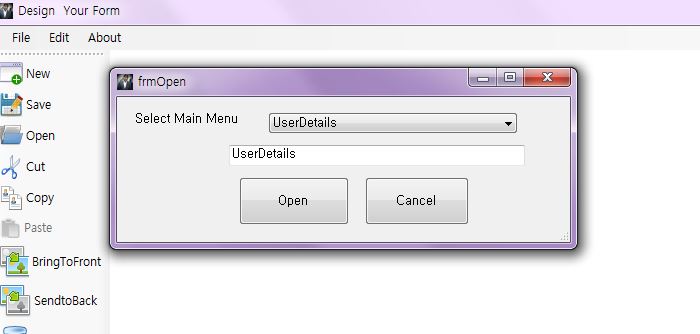 Design Your Form
File Edit About
New
Save
Open
Cut
Copy
Paste
BringToFront
SendtoBack
frmOpen
Select Main Menu UserDetails
UserDetails
Open Cancel